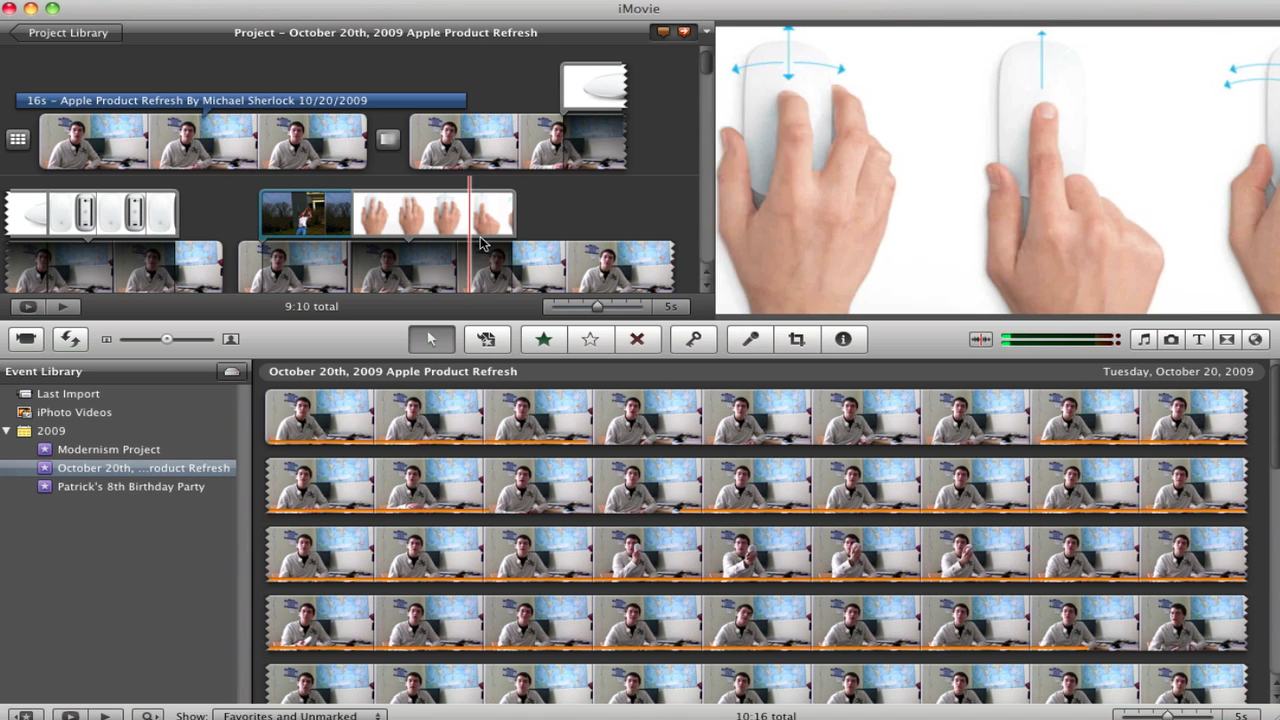 iMovie
Project Library
Project - October 20th, 2009 Apple Product Refresh
16s - Apple Product Refresh By Michael Sherlock 10/20/2009
9:10 total
5s
Event Library
October 20th, 2009 Apple Product Refresh
Tuesday, October 20, 2009
Last Import
iPhoto Videos
2009
Modernism Project
October 20th, ...roduct Refresh
Patrick's 8th Birthday Party
Show:
Favorites and Unmarked
10:16 total
5s